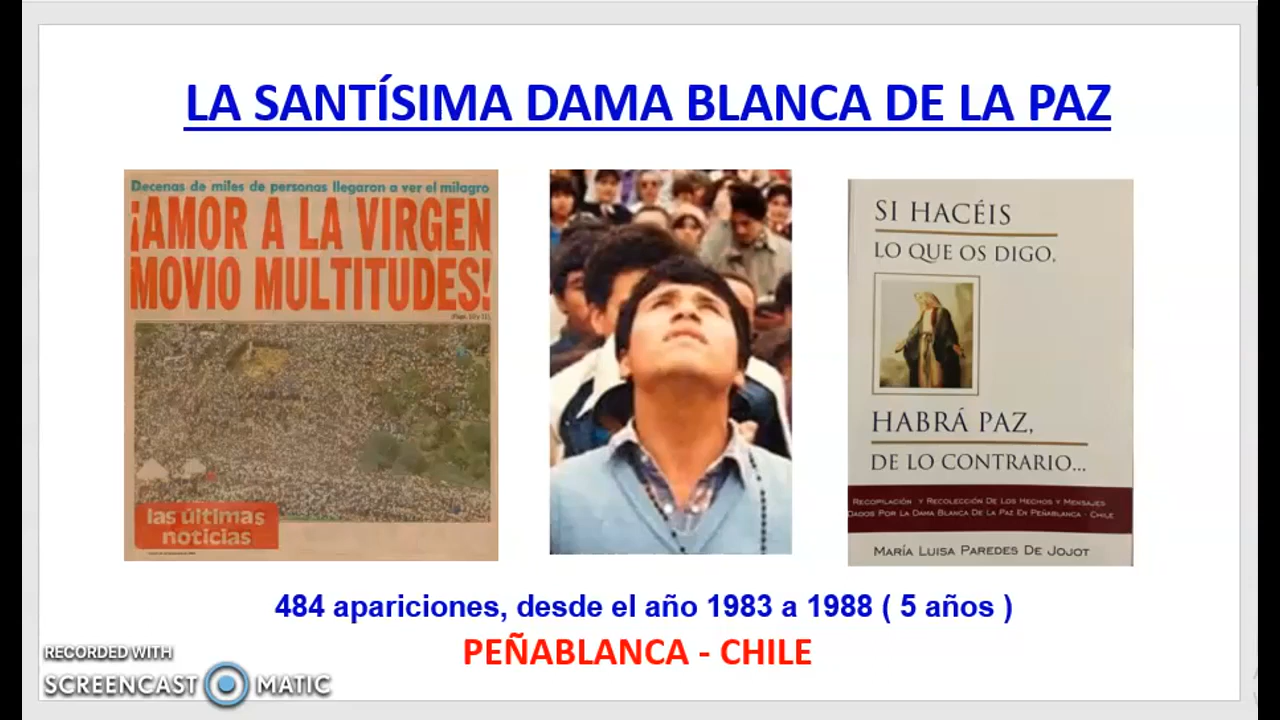 LA SANTÍSIMA DAMA BLANCA DE LA PAZ
Decenas de miles de personas llegaron a ver el milagro
¡AMOR A LA VIRGEN
MOVIO MULTITUDES!
las últimas
noticias
SI HACÉIS
LO QUE OS DIGO,
HABRÁ PAZ,
DE LO CONTRARIO...
RECOPILACIÓN Y RECOLECCIÓN DE LOS HECHOS Y MENSAJES
DADOS POR LA DAMA BLANCA DE LA PAZ EN PEÑABLANCA - CHILE
MARÍA LUISA PAREDES DE JOJOT
484 apariciones, desde el año 1983 a 1988 ( 5 años )
PEÑABLANCA - CHILE
RECORDED WITH
SCREENCAST MATIC